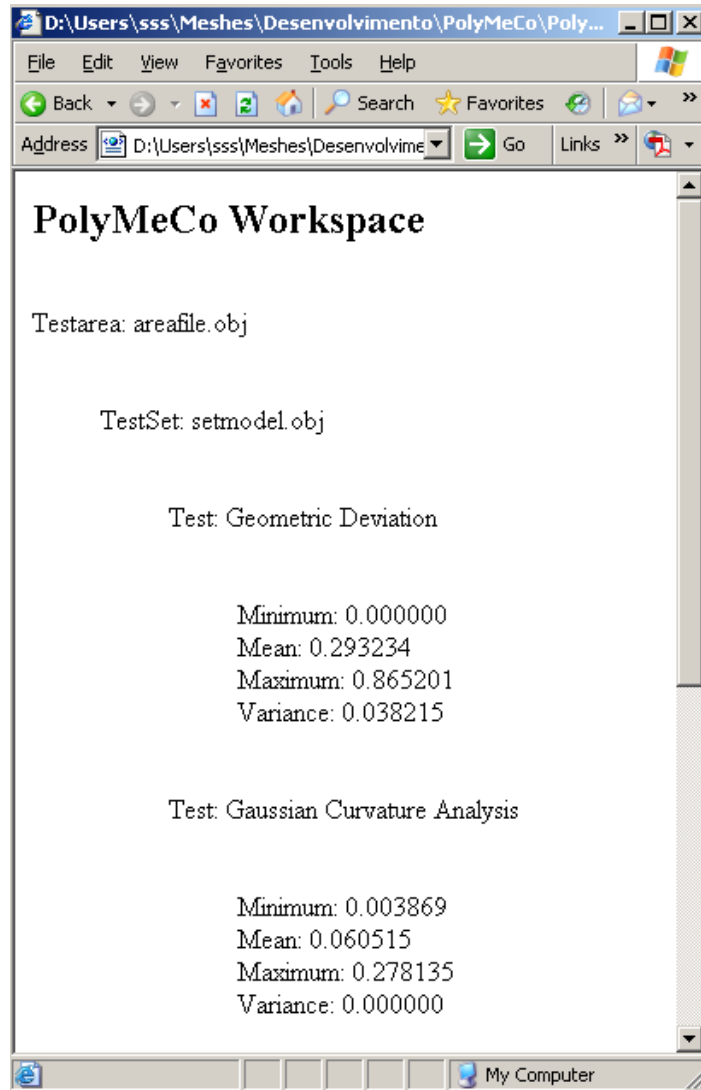 D:\Users\sss\Meshes\Desenvolvimento\PolyMeCo\Poly...
File Edit View Favorites Tools Help
Back Search Favorites »
Address D:\Users\sss\Meshes\Desenvolvime Go Links »
PolyMeCo Workspace
Testarea: areafile.obj
TestSet: setmodel.obj
Test: Geometric Deviation
Minimum: 0.000000
Mean: 0.293234
Maximum: 0.865201
Variance: 0.038215
Test: Gaussian Curvature Analysis
Minimum: 0.003869
Mean: 0.060515
Maximum: 0.278135
Variance: 0.000000
My Computer